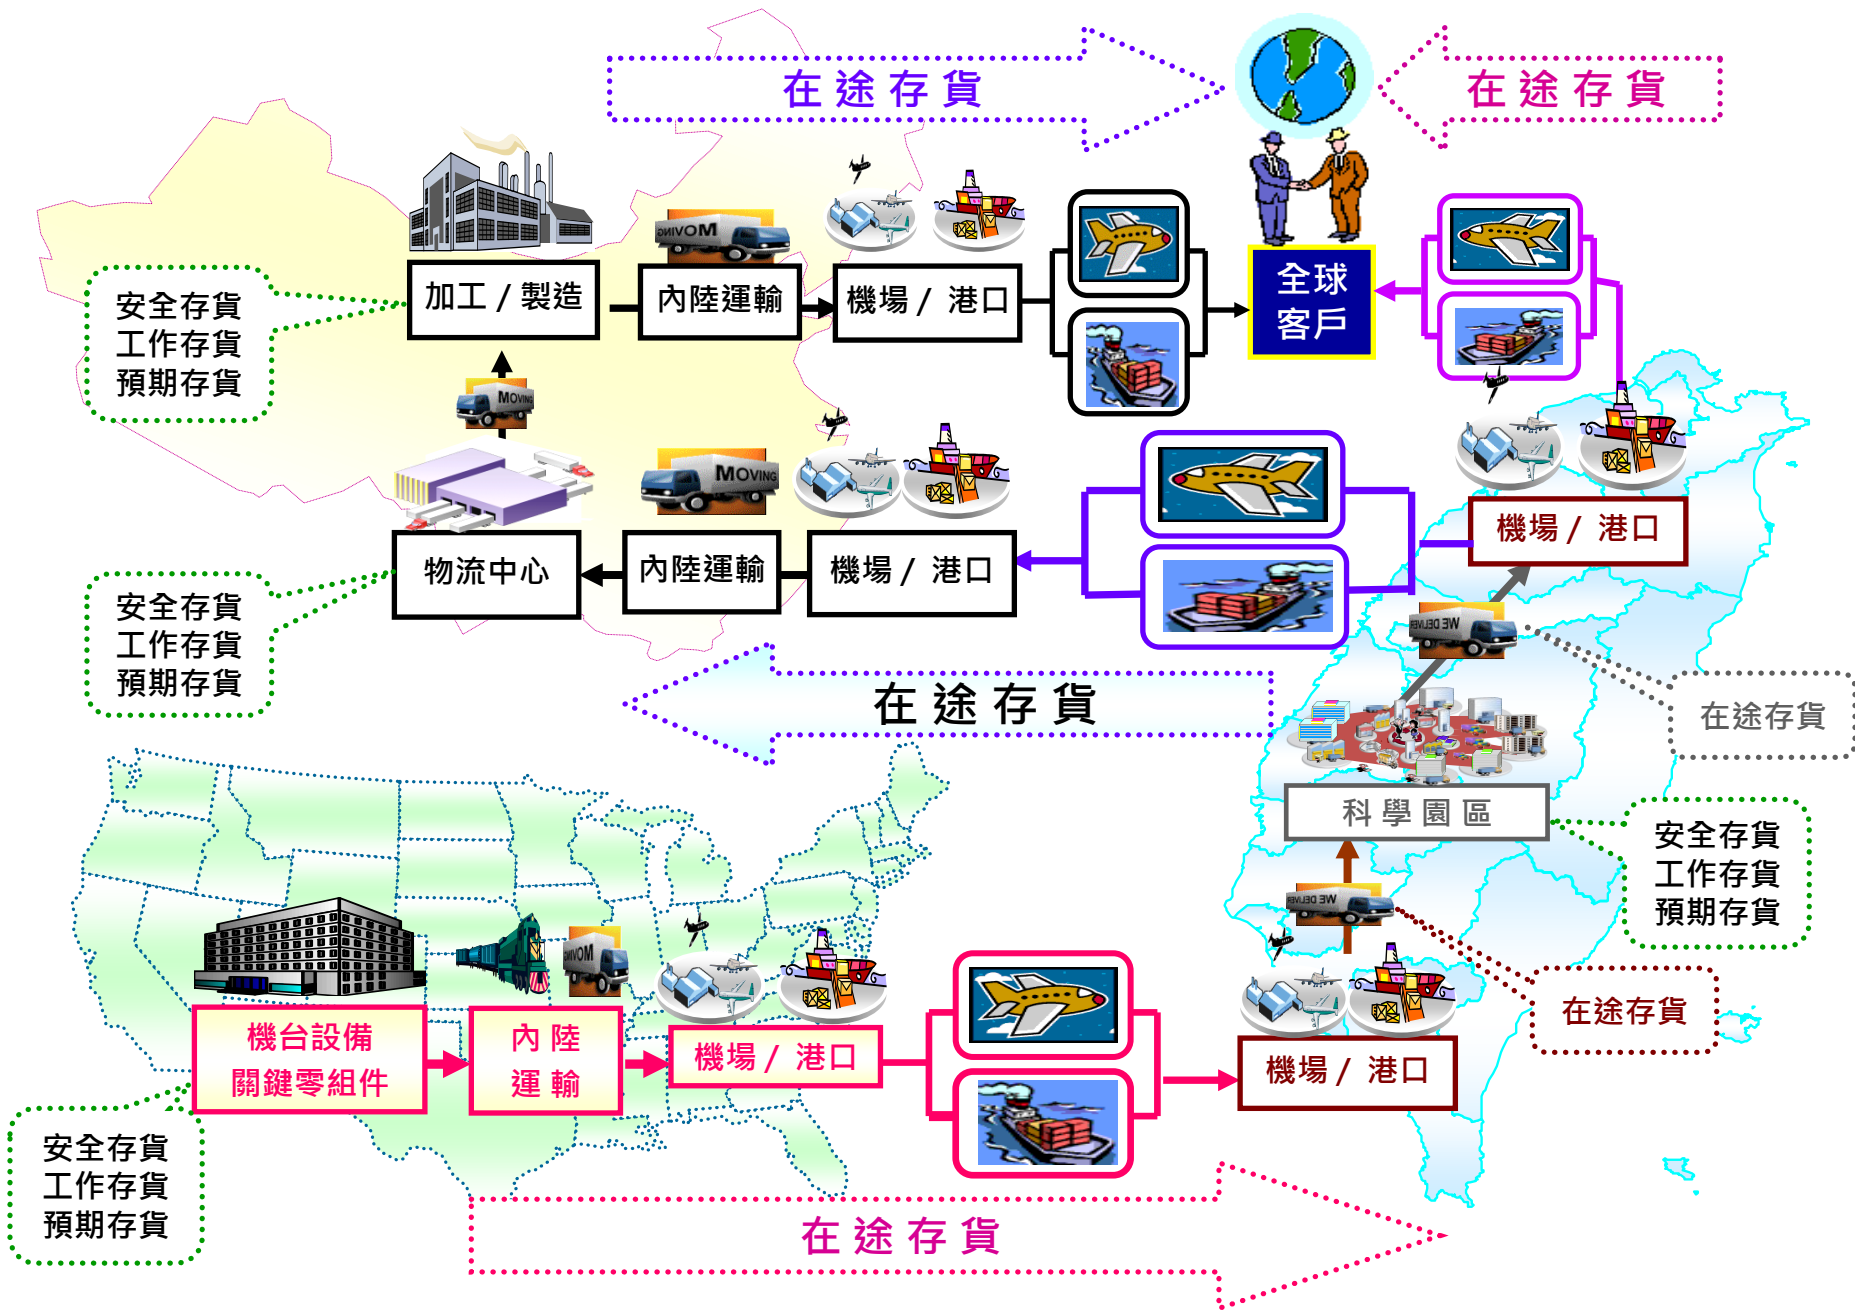 在途存貨
在途存貨
MOVING
加工 / 製造
內陸運輸
機場 / 港口
全球
客戶
安全存貨
工作存貨
預期存貨
MOVING
MOVING
物流中心
內陸運輸
機場 / 港口
機場 / 港口
安全存貨
工作存貨
預期存貨
WE DELIVER
在途存貨
在途存貨
科學園區
安全存貨
工作存貨
預期存貨
WE DELIVER
MOVING
在途存貨
機台設備
關鍵零組件
內陸
運輸
機場 / 港口
機場 / 港口
安全存貨
工作存貨
預期存貨
在途存貨